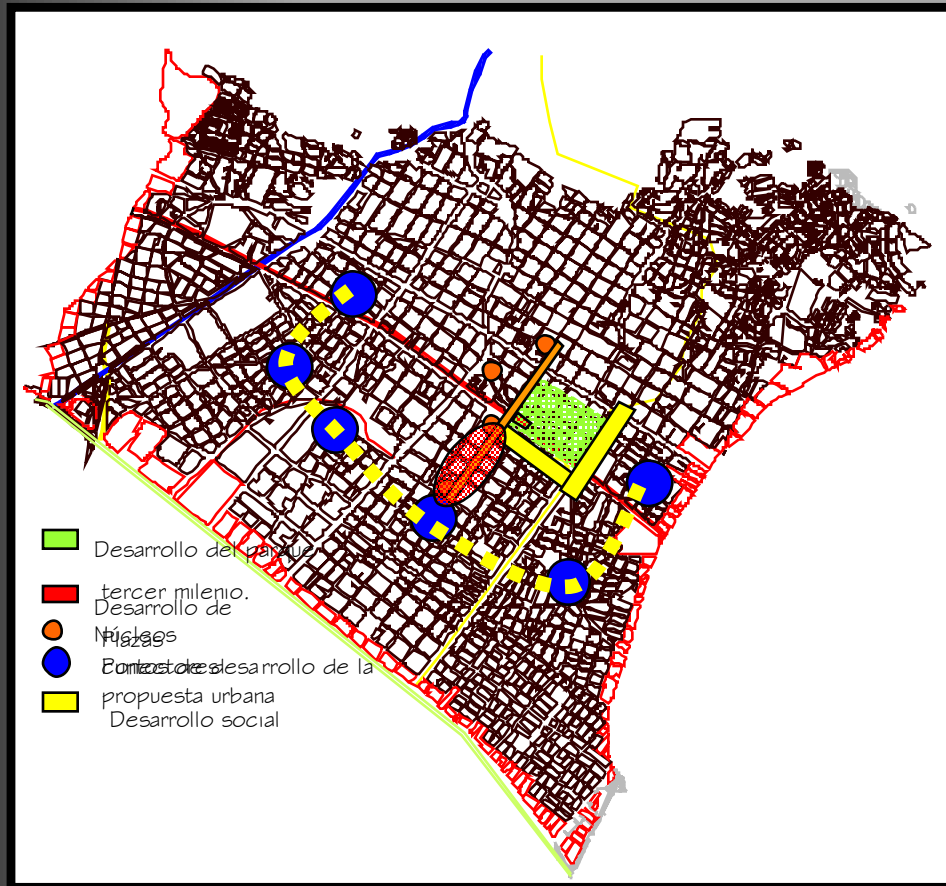 Desarrollo del parque
tercer milenio.
Desarrollo de
Núcleos
Plazas
Puntos de desarrollo de la
propuesta urbana
Desarrollo social